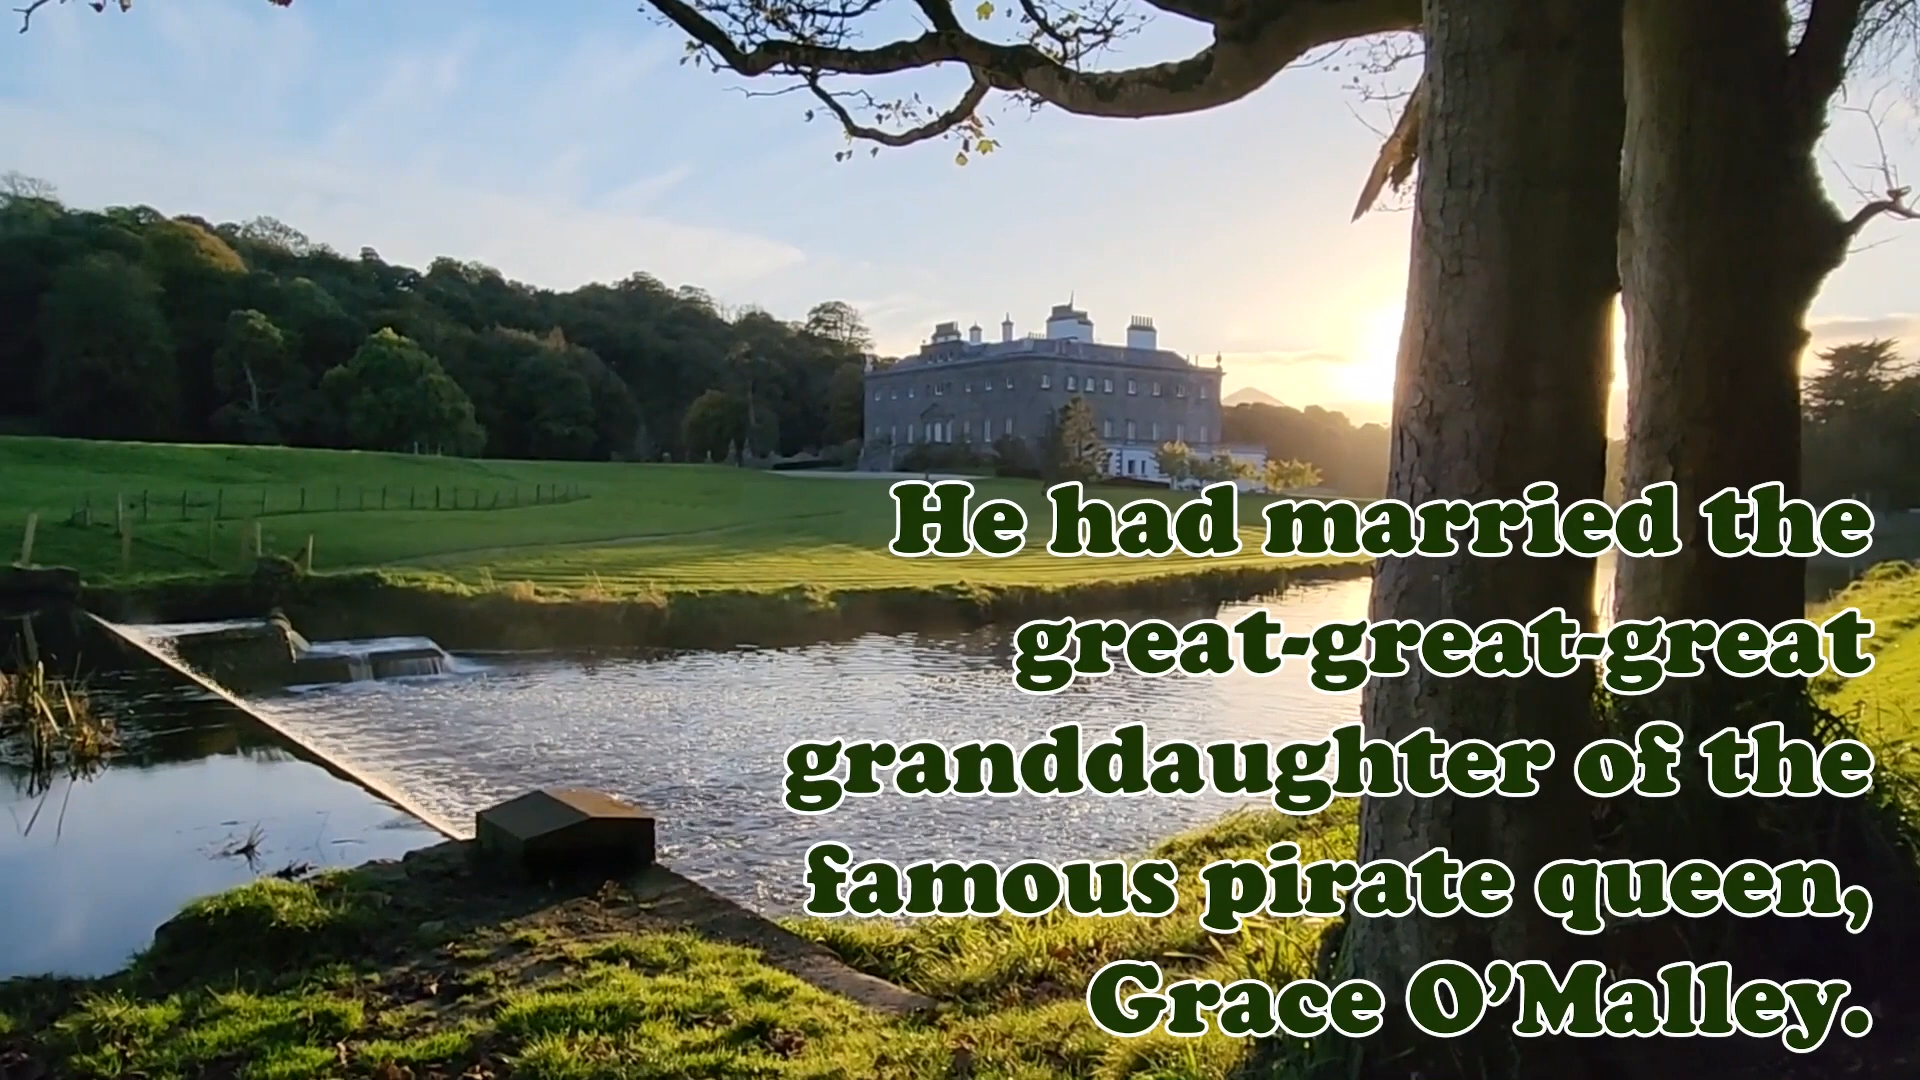 He had married the
great-great-great
granddaughter of the
famous pirate queen,
Grace O’Malley.